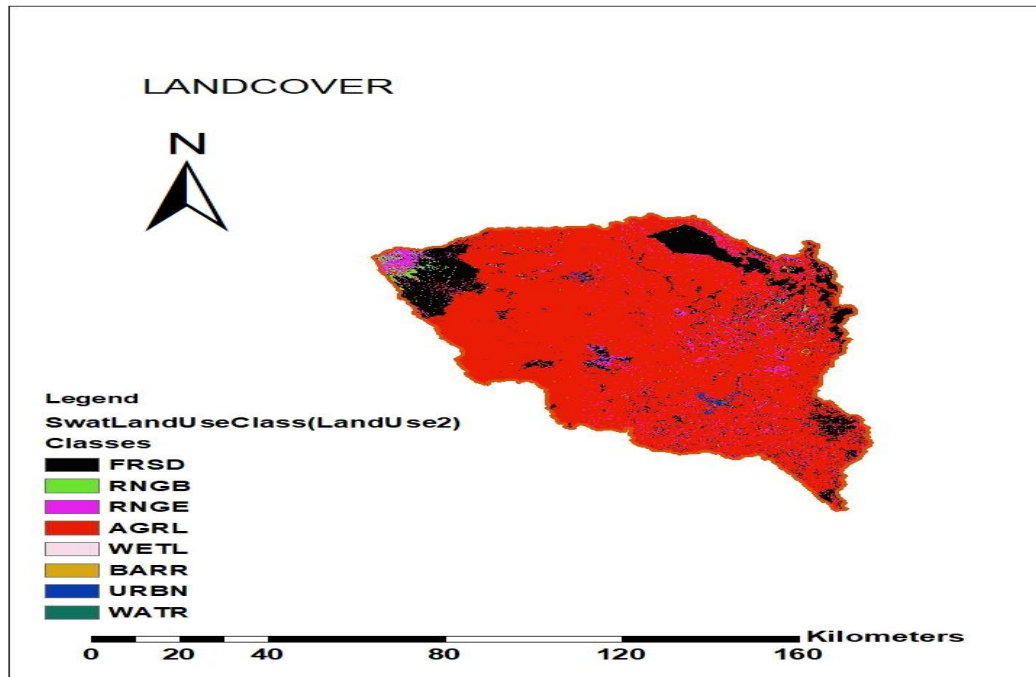 LANDCOVER
N
Legend
SwatLandUseClass(LandUse2)
Classes
FRSD
RNGB
RNGE
AGRL
WETL
BARR
URBN
WATR
Kilometers
0 20 40 80 120 160